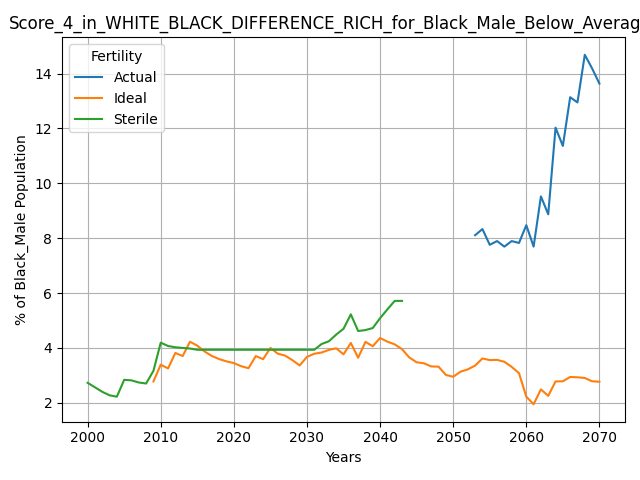 Score_4_in_WHITE_BLACK_DIFFERENCE_RICH_for_Black_Male_Below_Averag
Fertility
Actual
Ideal
Sterile
% of Black_Male Population
14
12
10
8
6
4
2
2000 2010 2020 2030 2040 2050 2060 2070
Years